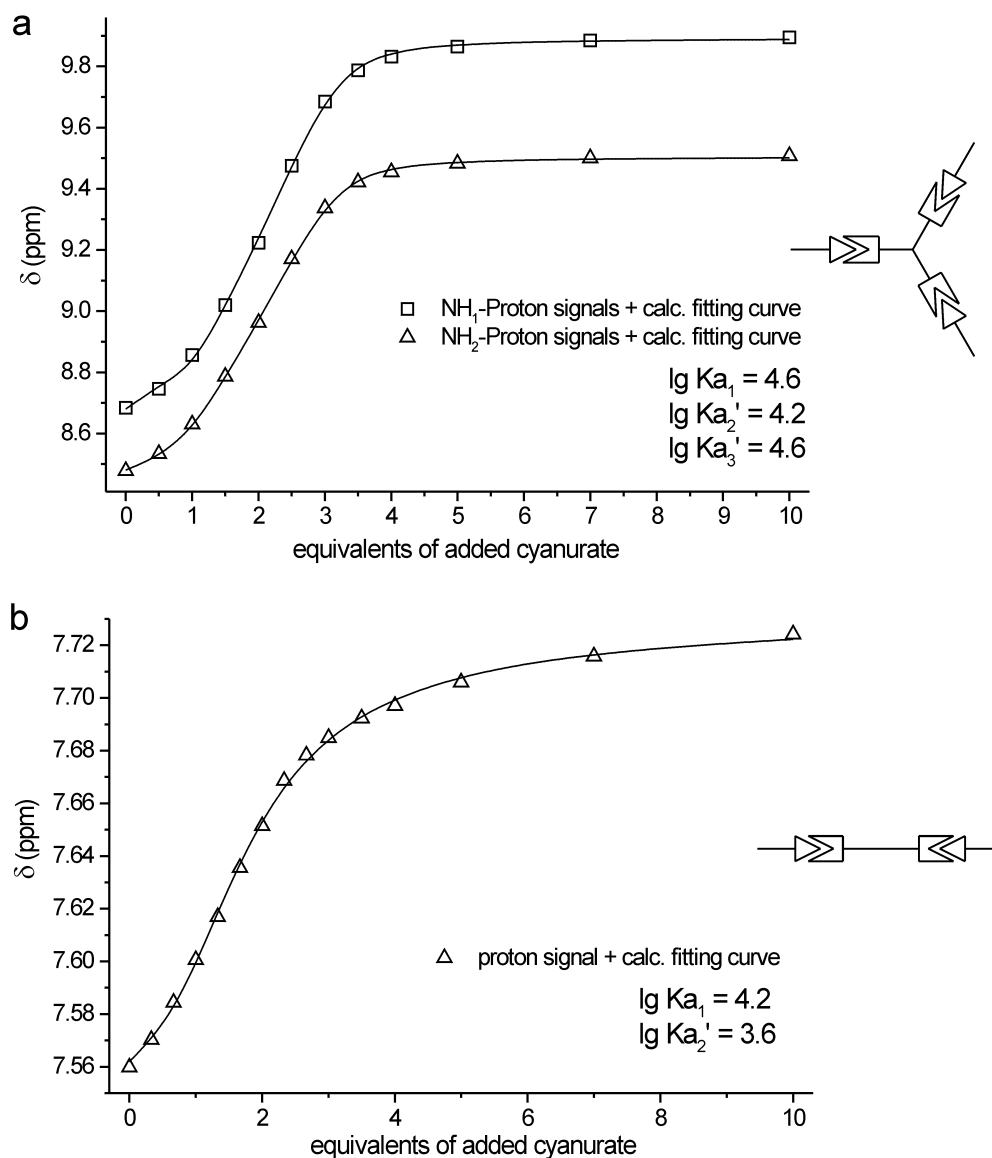 a
9.8
9.6
9.4
9.2
9.0
8.8
8.6
δ (ppm)
NH1-Proton signals + calc. fitting curve
NH2-Proton signals + calc. fitting curve
lg Ka1 = 4.6
lg Ka2' = 4.2
lg Ka3' = 4.6
0 1 2 3 4 5 6 7 8 9 10
equivalents of added cyanurate
b
7.72
7.70
7.68
7.66
7.64
7.62
7.60
7.58
7.56
δ (ppm)
proton signal + calc. fitting curve
lg Ka1 = 4.2
lg Ka2' = 3.6
0 2 4 6 8 10
equivalents of added cyanurate